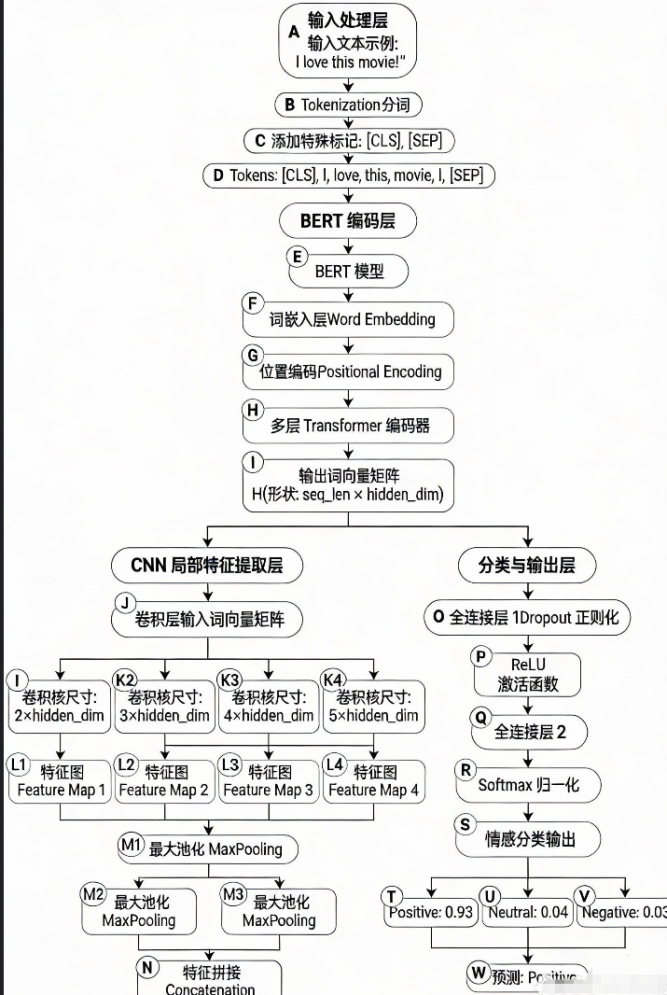 A 输入处理层
输入文本示例:
I love this movie!"
B Tokenization分词
C 添加特殊标记: [CLS], [SEP]
D Tokens: [CLS], I, love, this, movie, I, [SEP]
BERT 编码层
E
BERT 模型
F
词嵌入层Word Embedding
G
位置编码Positional Encoding
H
多层 Transformer 编码器
I
输出词向量矩阵
H(形状: seq_len × hidden_dim)
CNN 局部特征提取层
J
卷积层输入词向量矩阵
I
卷积核尺寸:
2×hidden_dim
K2
卷积核尺寸:
3×hidden_dim
K3
卷积核尺寸:
4×hidden_dim
K4
卷积核尺寸:
5×hidden_dim
L1
特征图
Feature Map 1
L2
特征图
Feature Map 2
L3
特征图
Feature Map 3
L4
特征图
Feature Map 4
M1 最大池化 MaxPooling
M2
最大池化
MaxPooling
M3
最大池化
MaxPooling
N
特征拼接
Concatenation
分类与输出层
O 全连接层 1Dropout 正则化
P
ReLU
激活函数
Q
全连接层 2
R
Softmax 归一化
S
情感分类输出
T
Positive: 0.93
U
Neutral: 0.04
V
Negative: 0.03
W 预测: Positive